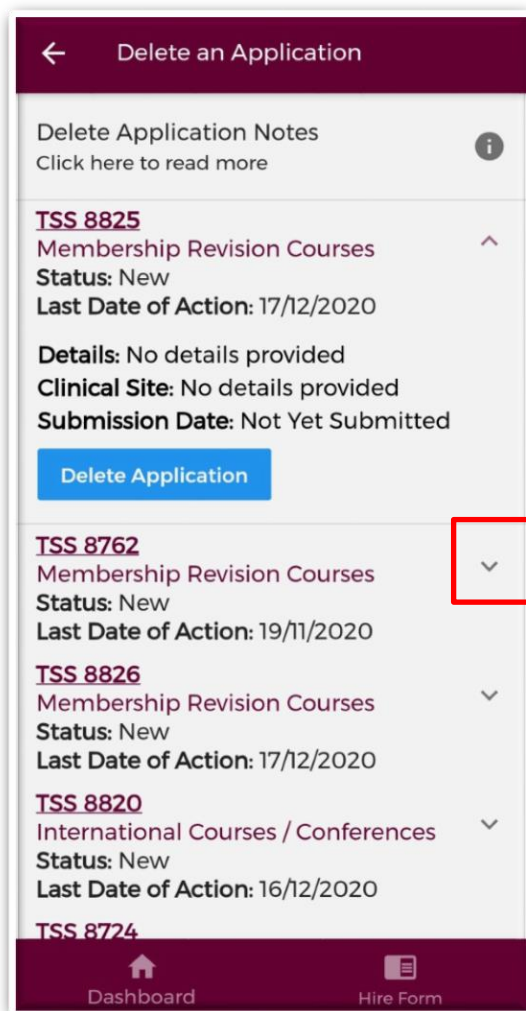 Delete an Application
Delete Application Notes
Click here to read more
TSS 8825
Membership Revision Courses
Status: New
Last Date of Action: 17/12/2020
Details: No details provided
Clinical Site: No details provided
Submission Date: Not Yet Submitted
Delete Application
TSS 8762
Membership Revision Courses
Status: New
Last Date of Action: 19/11/2020
TSS 8826
Membership Revision Courses
Status: New
Last Date of Action: 17/12/2020
TSS 8820
International Courses / Conferences
Status: New
Last Date of Action: 16/12/2020
TSS 8724
Dashboard
Hire Form